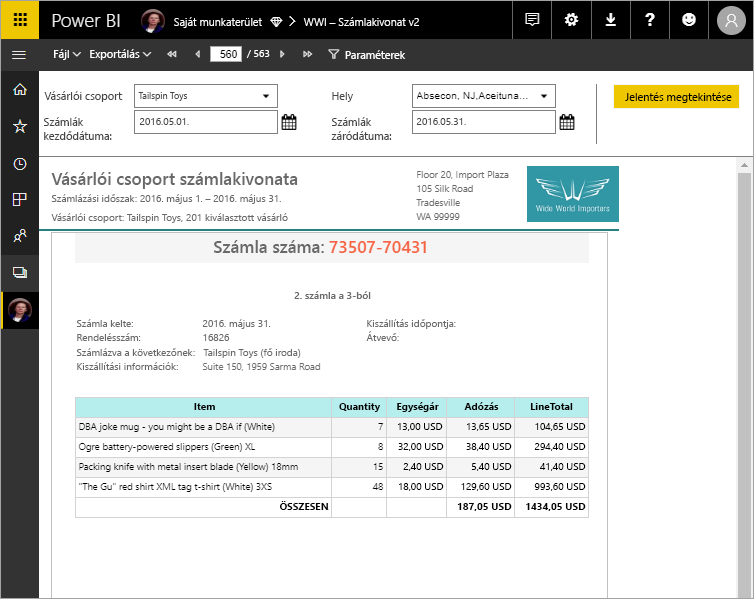 Power BI Saját munkaterület WWI – Számlakivonat v2
Fájl Exportálás 560 / 563 Paraméterek
Vásárlói csoport Tailspin Toys Hely Absecon, NJ,Aceituna... Jelentés megtekintése
Számlák kezdődátuma: 2016.05.01. Számlák záródátuma: 2016.05.31.
Vásárlói csoport számlakivonata
Számlázási időszak: 2016. május 1. – 2016. május 31.
Vásárlói csoport: Tailspin Toys, 201 kiválasztott vásárló
Floor 20, Import Plaza
105 Silk Road
Tradesville
WA 99999
Wide World Importers
Számla száma: 73507-70431
2. számla a 3-ból
Számla kelte: 2016. május 31. Kiszállítás időpontja:
Rendelésszám: 16826 Átvevő:
Számlázva a következőnek: Tailspin Toys (fő iroda)
Kiszállítási információk: Suite 150, 1959 Sarma Road
Item Quantity Egységár Adózás LineTotal
DBA joke mug - you might be a DBA if (White) 7 13,00 USD 13,65 USD 104,65 USD
Ogre battery-powered slippers (Green) XL 8 32,00 USD 38,40 USD 294,40 USD
Packing knife with metal insert blade (Yellow) 18mm 15 2,40 USD 5,40 USD 41,40 USD
"The Gu" red shirt XML tag t-shirt (White) 3XS 48 18,00 USD 129,60 USD 993,60 USD
ÖSSZESEN 187,05 USD 1434,05 USD